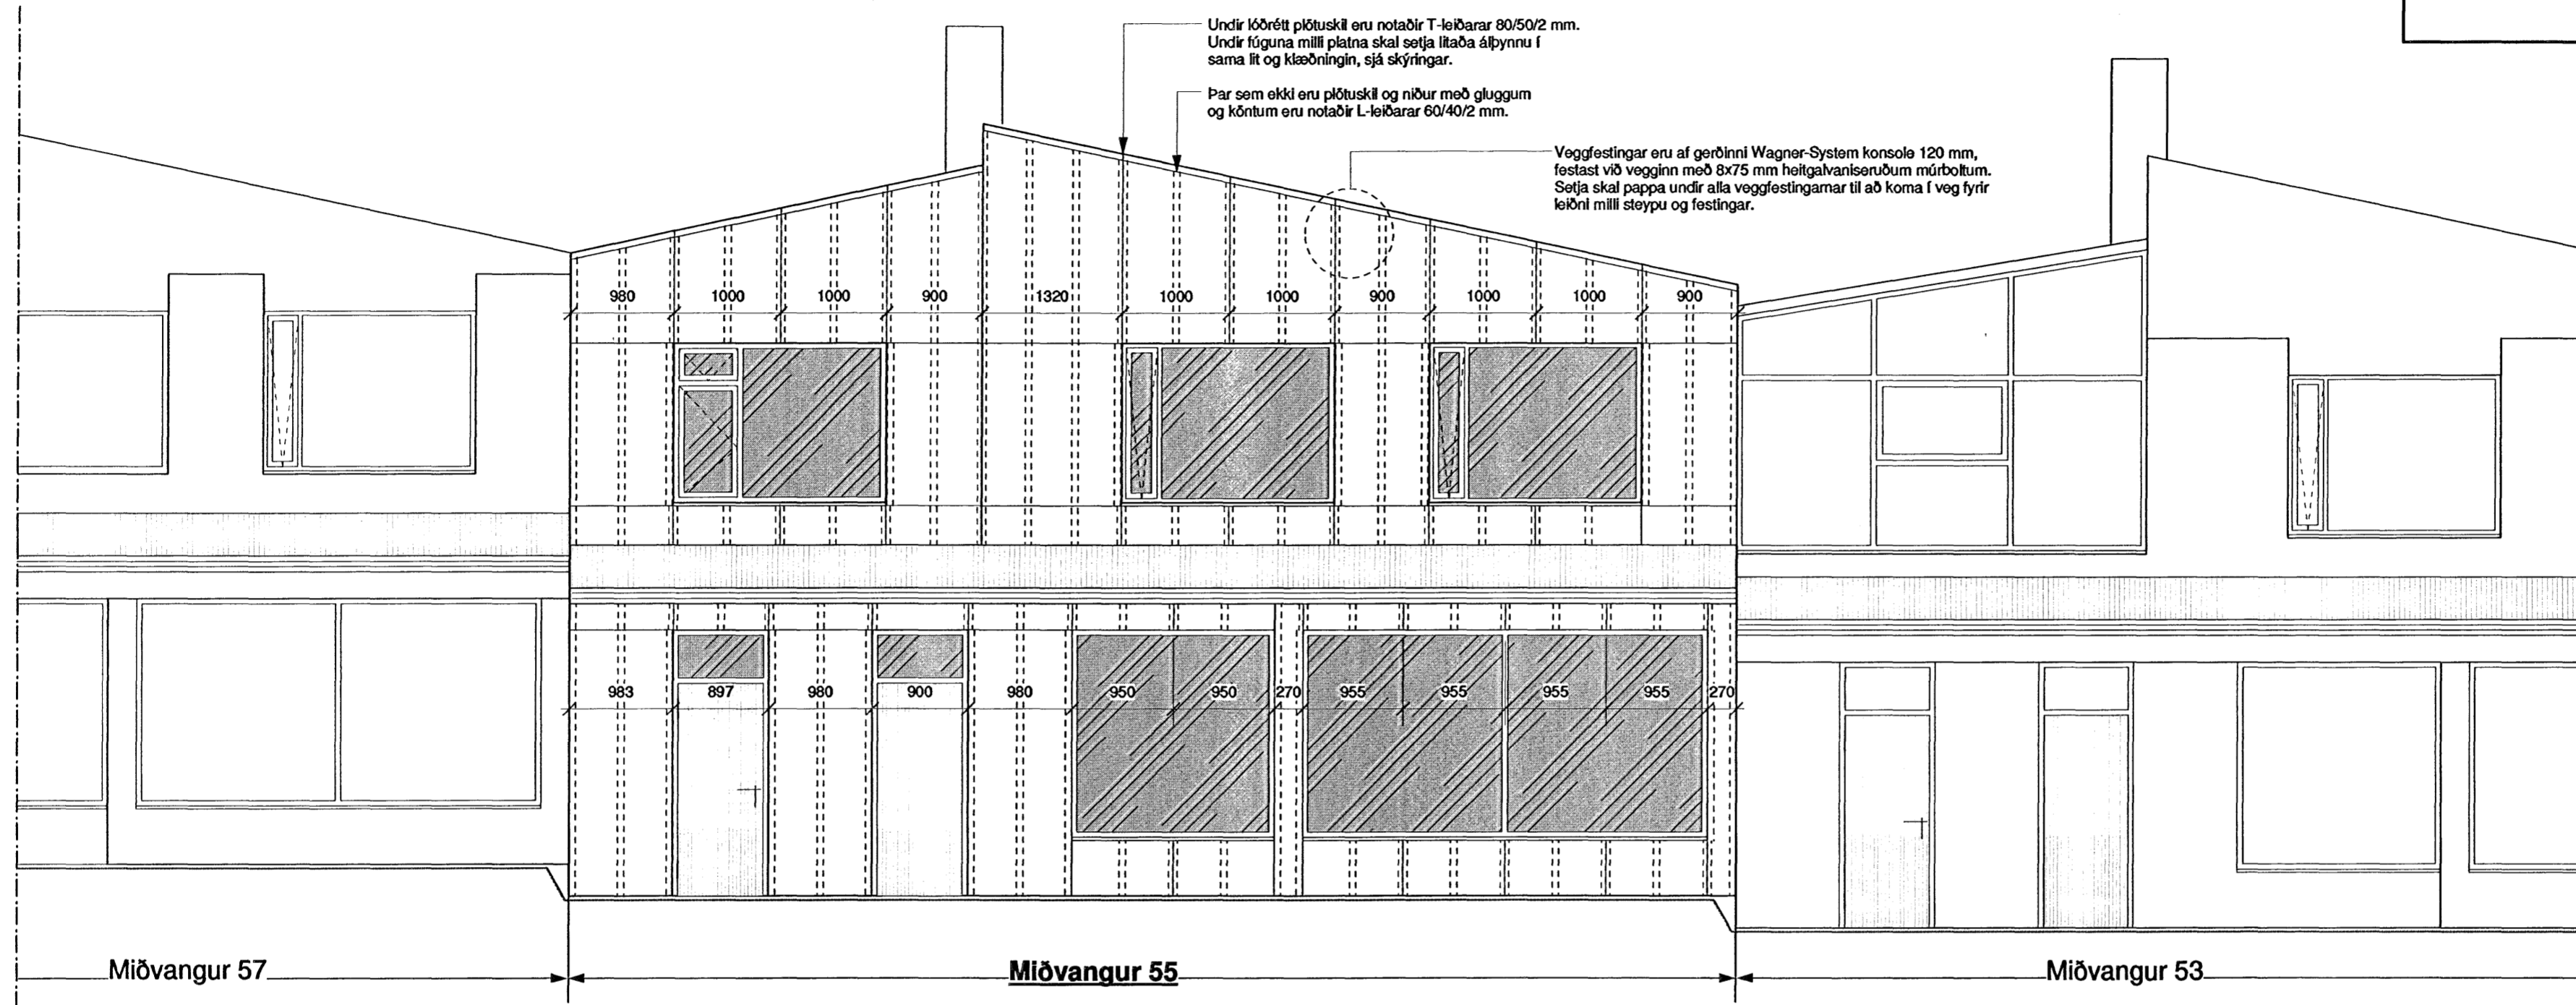 Undir lóðrétt plötuskil eru notaðir T-leiðarar 80/50/2 mm.
Undir fúguna milli platna skal setja litaða álþynnu í
sama lit og klæðningin, sjá skýringar.
Þar sem ekki eru plötuskil og niður með gluggum
og köntum eru notaðir L-leiðarar 60/40/2 mm.
Veggfestingar eru af gerðinni Wagner-System konsole 120 mm,
festast við vegginn með 8x75 mm heitgalvaniseruðum múrboltum.
Setja skal pappa undir alla veggfestingarnar til að koma í veg fyrir
leiðni milli steypu og festingar.
980 1000 1000 900 1320 1000 1000 900 1000 1000 900
983 897 980 900 980 950 950 270 955 955 955 955 270
Miðvangur 57 Miðvangur 55 Miðvangur 53